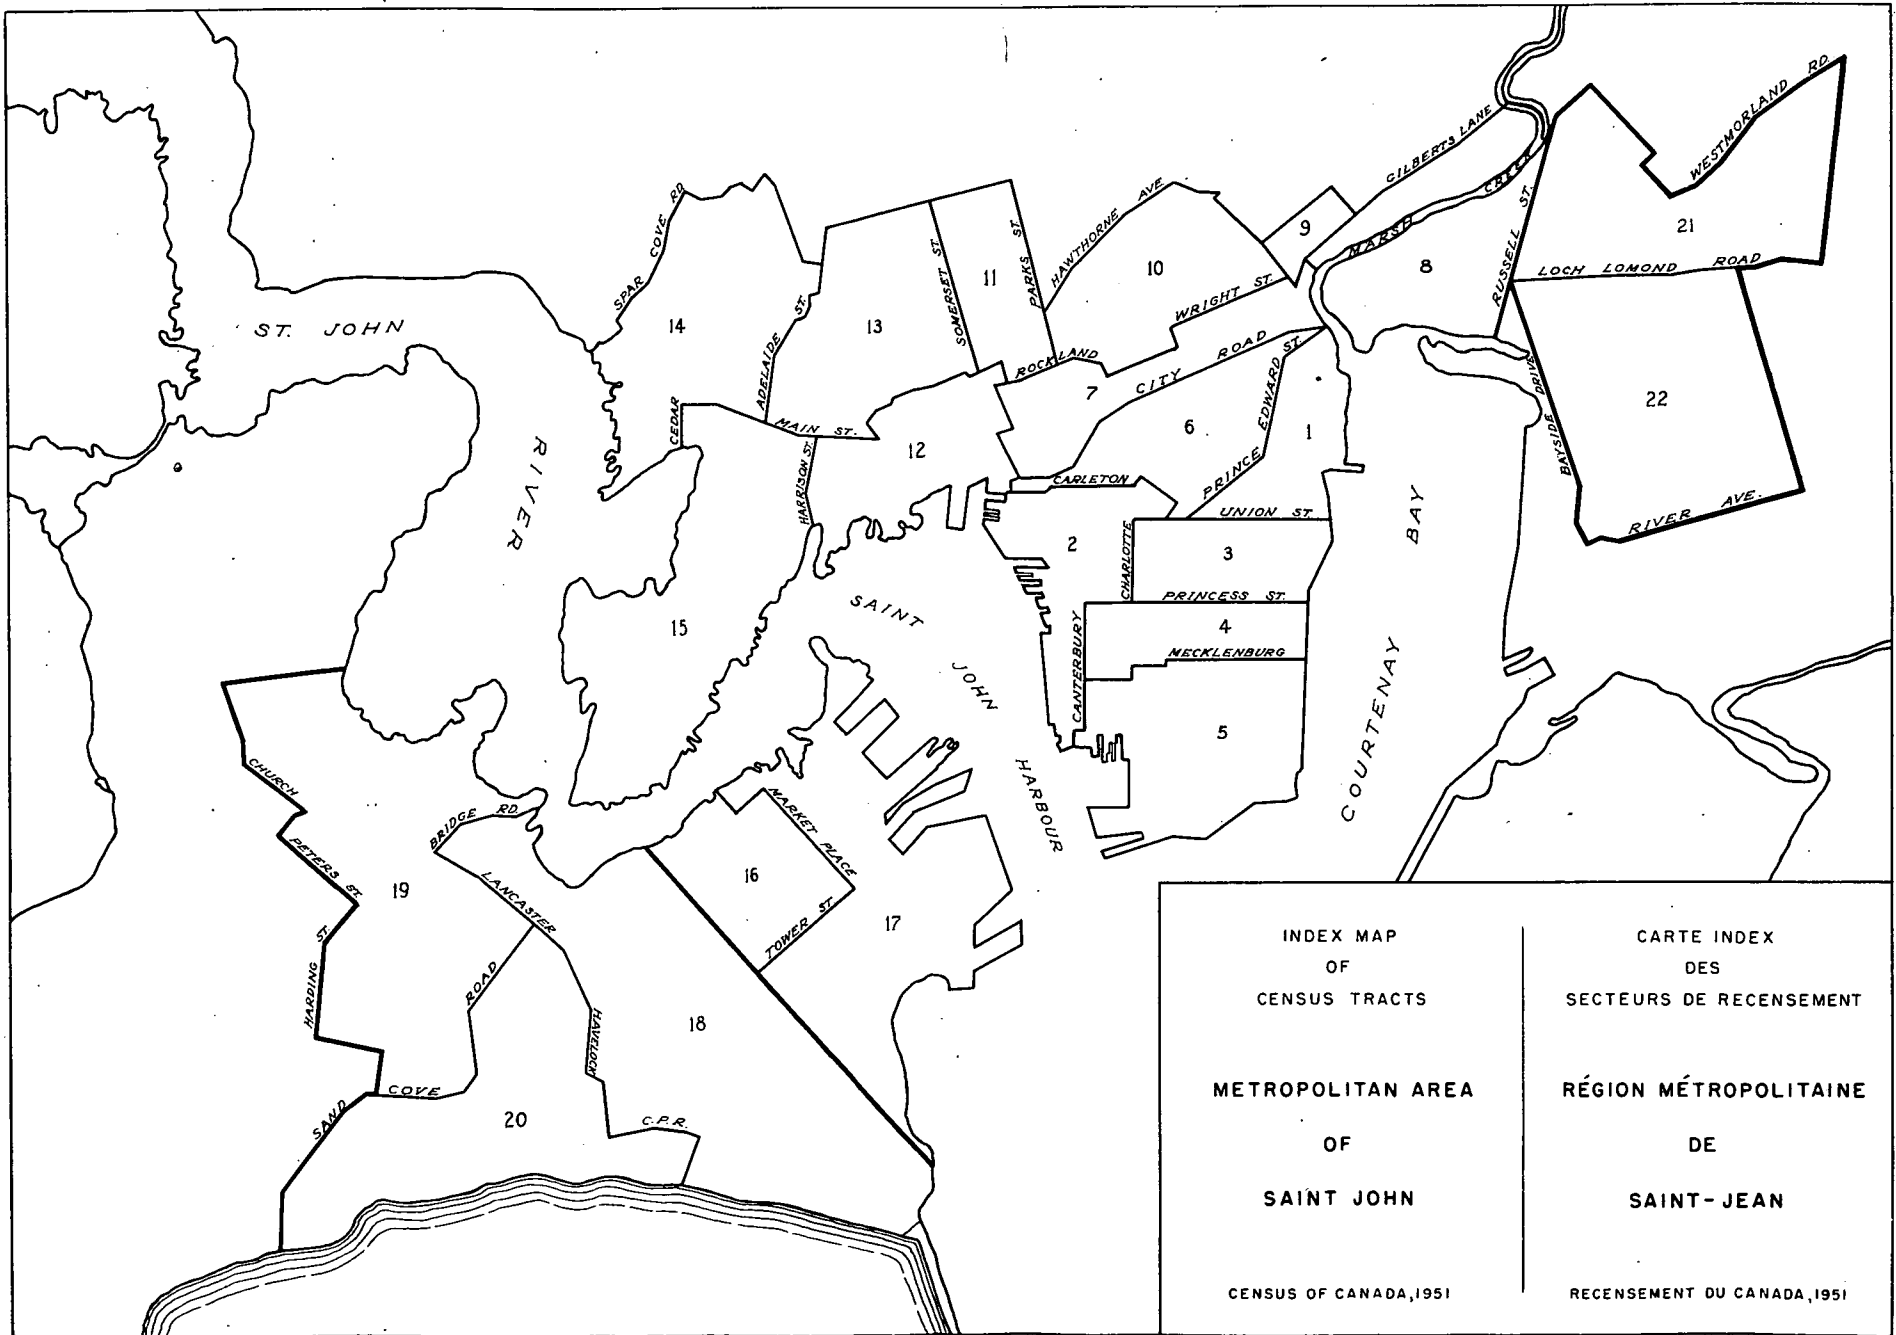 WESTMORLAND RD.
GILBERTS LANE
MARSH CREEK
RUSSELL ST.
21
LOCH LOMOND ROAD
9
8
SPAR COVE RD.
HAWTHORNE AVE.
10
WRIGHT ST.
SOMERSET ST.
11
PARKS ST.
ST. JOHN
RIVER
14
ADELAIDE ST.
13
ROCKLAND
7
CITY ROAD
EDWARD ST.
PRINCE
6
1
CEDAR
MAIN ST.
HARRISON ST.
12
CARLETON
BAYSIDE DRIVE
22
RIVER AVE.
UNION ST.
2
CHARLOTTE
3
PRINCESS ST.
4
MECKLENBURG
CANTERBURY
5
COURTENAY BAY
15
SAINT
JOHN
HARBOUR
CHURCH
PETERS ST.
HARDING ST.
19
BRIDGE RD.
LANCASTER
MARKET PLACE
16
TOWER ST.
17
ROAD
HAVELOCK
18
COVE
SAND
20
C.P.R.
INDEX MAP
OF
CENSUS TRACTS
METROPOLITAN AREA
OF
SAINT JOHN
CENSUS OF CANADA, 1951
CARTE INDEX
DES
SECTEURS DE RECENSEMENT
RÉGION MÉTROPOLITAINE
DE
SAINT-JEAN
RECENSEMENT DU CANADA, 1951